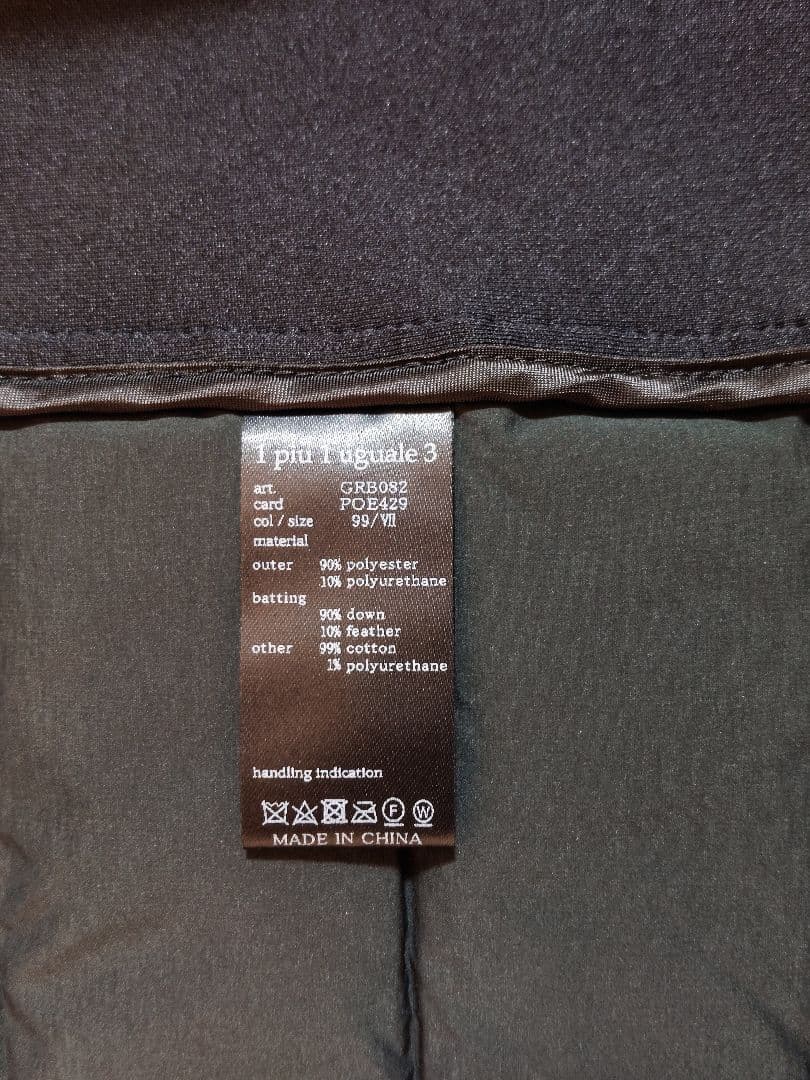 1 piu 1 uguale 3
art. GRB082
card POE429
col / size 99/Ⅶ
material
outer 90% polyester
10% polyurethane
batting
90% down
10% feather
other 99% cotton
1% polyurethane
handling indication
F W
MADE IN CHINA